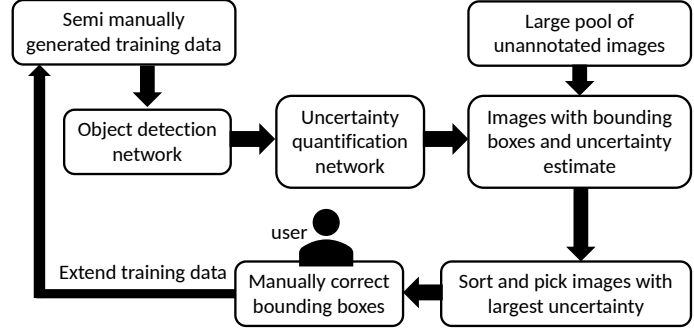 Semi manually
generated training data
Large pool of
unannotated images
Object detection
network
Uncertainty
quantification
network
Images with bounding
boxes and uncertainty
estimate
user
Extend training data
Manually correct
bounding boxes
Sort and pick images with
largest uncertainty